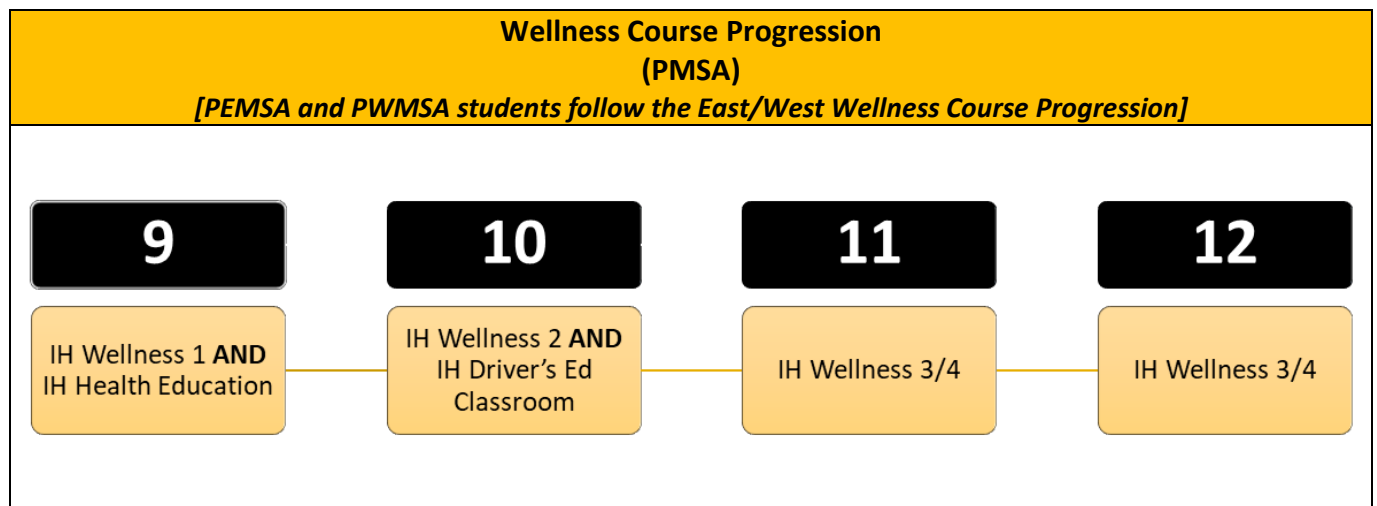 Wellness Course Progression
(PMSA)
[PEMSA and PWMSA students follow the East/West Wellness Course Progression]
9
10
11
12
IH Wellness 1 AND
IH Health Education
IH Wellness 2 AND
IH Driver’s Ed
Classroom
IH Wellness 3/4
IH Wellness 3/4